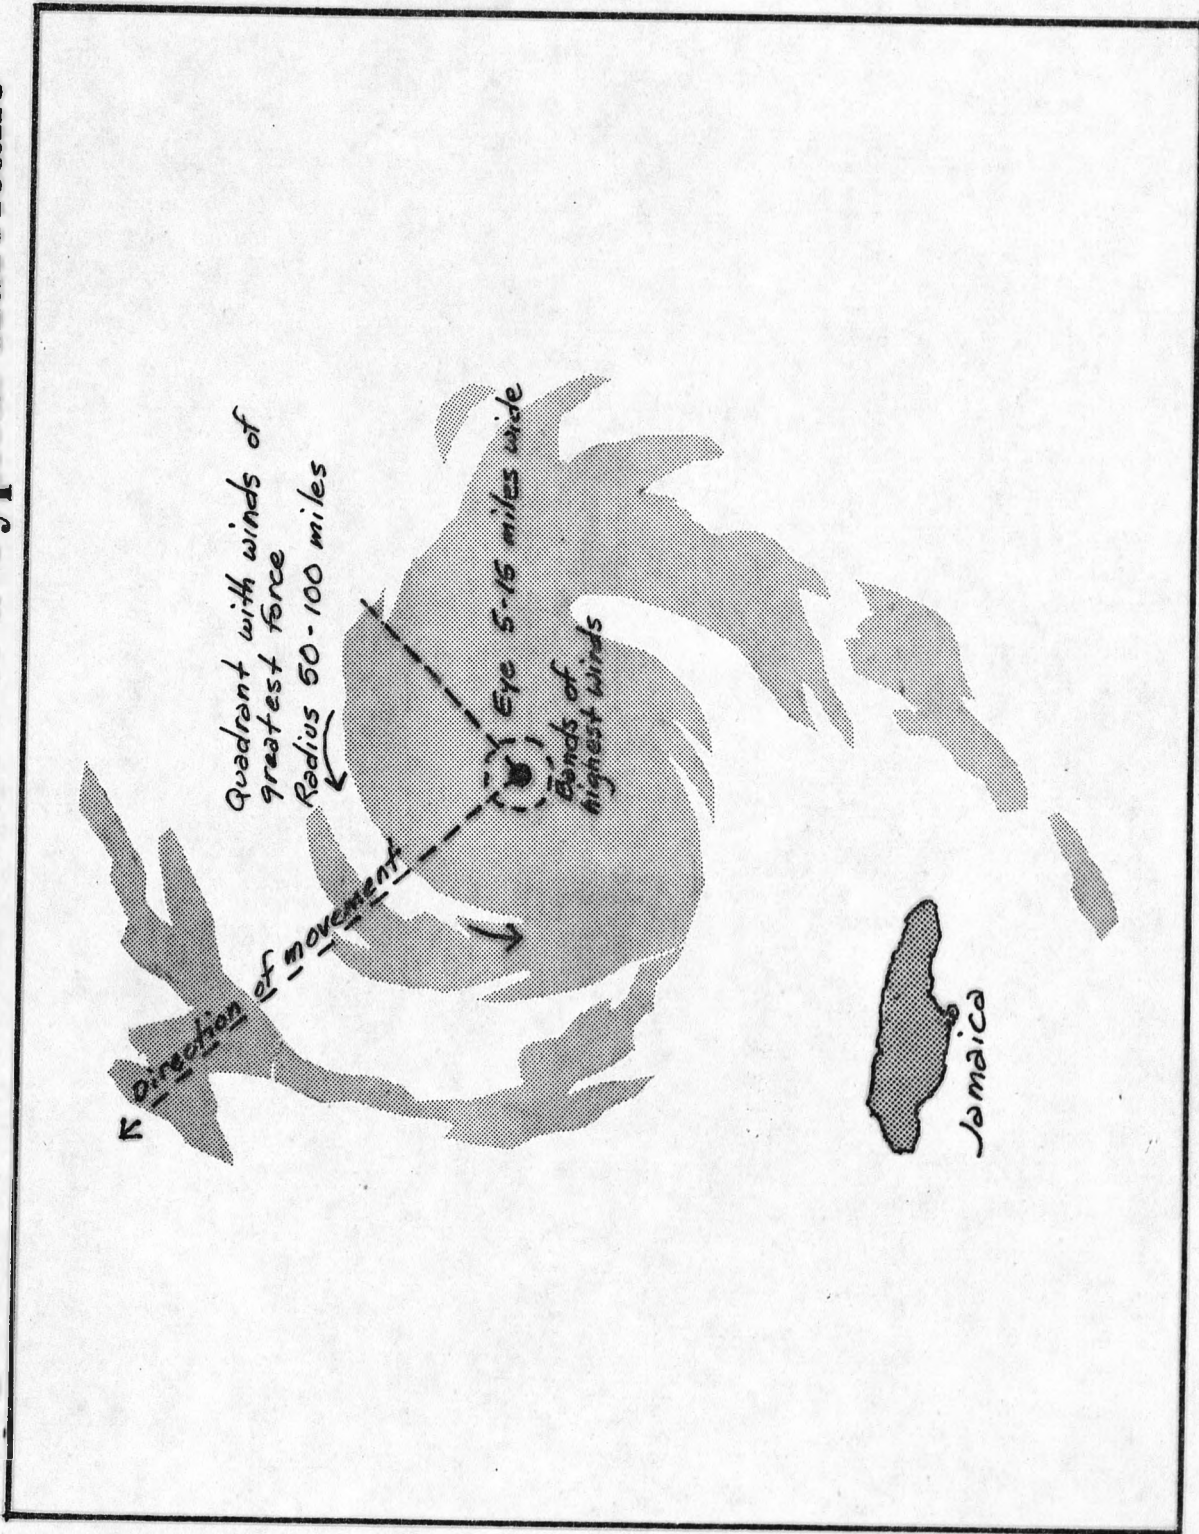 Quadrant with winds of
greatest force
Radius 50-100 miles
Direction of movement
Eye 5-15 miles wide
Bands of
highest winds
Jamaica